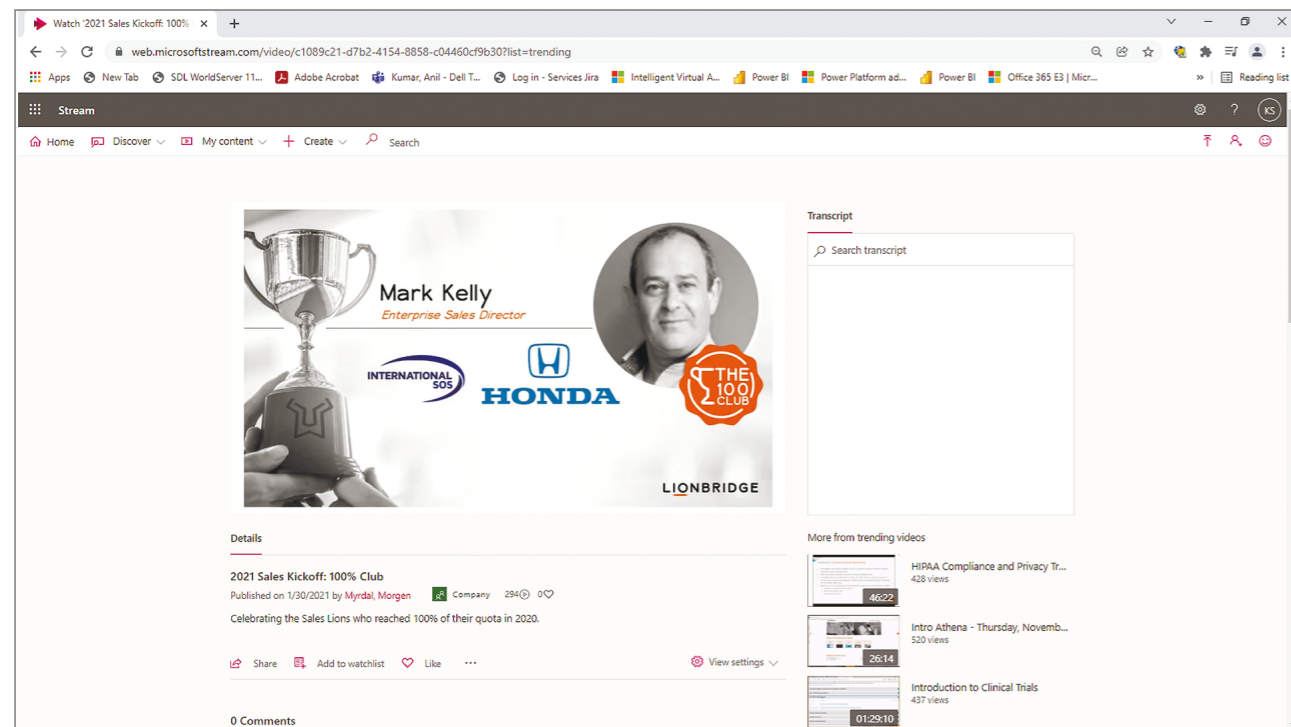 Watch '2021 Sales Kickoff: 100%
web.microsoftstream.com/video/c1089c21-d7b2-4154-8858-c04460cf9b30?list=trending
Apps New Tab SDL WorldServer 11... Adobe Acrobat Kumar, Anil - Dell T... Log in - Services Jira Intelligent Virtual A... Power BI Power Platform ad... Power BI Office 365 E3 | Micr... » Reading list
Stream ? KS
Home Discover My content Create Search
Transcript
Search transcript
Mark Kelly
Enterprise Sales Director
INTERNATIONAL
SOS
HONDA
THE
100
CLUB
LIONBRIDGE
Details
2021 Sales Kickoff: 100% Club
Published on 1/30/2021 by Myrdal, Morgen Company 294 0
Celebrating the Sales Lions who reached 100% of their quota in 2020.
Share Add to watchlist Like ... View settings
0 Comments
More from trending videos
HIPAA Compliance and Privacy Tr...
428 views
46:22
Intro Athena - Thursday, Novemb...
520 views
26:14
Introduction to Clinical Trials
437 views
01:29:10